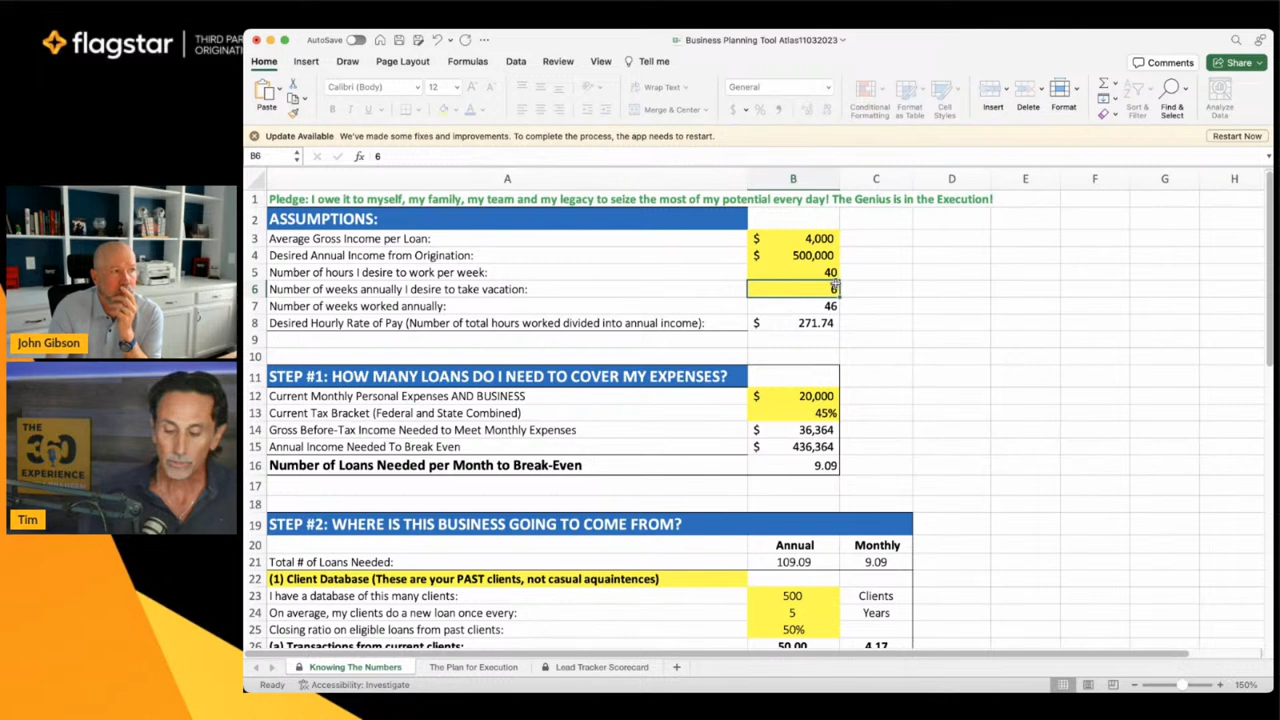 flagstar
THIRD PAR
ORIGINATI
AutoSave
Business Planning Tool Atlas11032023
Home Insert Draw Page Layout Formulas Data Review View Tell me
Comments Share
Paste
Calibri (Body) 12
Wrap Text
General
B I U
Merge & Center
Conditional Formatting
Format as Table
Cell Styles
Insert
Delete
Format
Sort & Filter
Find & Select
Analyze Data
Update Available We've made some fixes and improvements. To complete the process, the app needs to restart. Restart Now
B6 fx 6
A B C D E F G H
1 Pledge: I owe it to myself, my family, my team and my legacy to seize the most of my potential every day! The Genius is in the Execution!
2 ASSUMPTIONS:
3 Average Gross Income per Loan: $ 4,000
4 Desired Annual Income from Origination: $ 500,000
5 Number of hours I desire to work per week: 40
6 Number of weeks annually I desire to take vacation: 6
7 Number of weeks worked annually: 46
8 Desired Hourly Rate of Pay (Number of total hours worked divided into annual income): $ 271.74
9
10
11 STEP #1: HOW MANY LOANS DO I NEED TO COVER MY EXPENSES?
12 Current Monthly Personal Expenses AND BUSINESS $ 20,000
13 Current Tax Bracket (Federal and State Combined) 45%
14 Gross Before-Tax Income Needed to Meet Monthly Expenses $ 36,364
15 Annual Income Needed To Break Even $ 436,364
16 Number of Loans Needed per Month to Break-Even 9.09
17
18
19 STEP #2: WHERE IS THIS BUSINESS GOING TO COME FROM?
20 Annual Monthly
21 Total # of Loans Needed: 109.09 9.09
22 (1) Client Database (These are your PAST clients, not casual aquaintences)
23 I have a database of this many clients: 500 Clients
24 On average, my clients do a new loan once every: 5 Years
25 Closing ratio on eligible loans from past clients: 50%
26 (a) Transactions from current clients: 50.00 4.17
Knowing The Numbers The Plan for Execution Lead Tracker Scorecard
Ready Accessibility: Investigate 150%
John Gibson
THE
360
EXPERIENCE
Tim